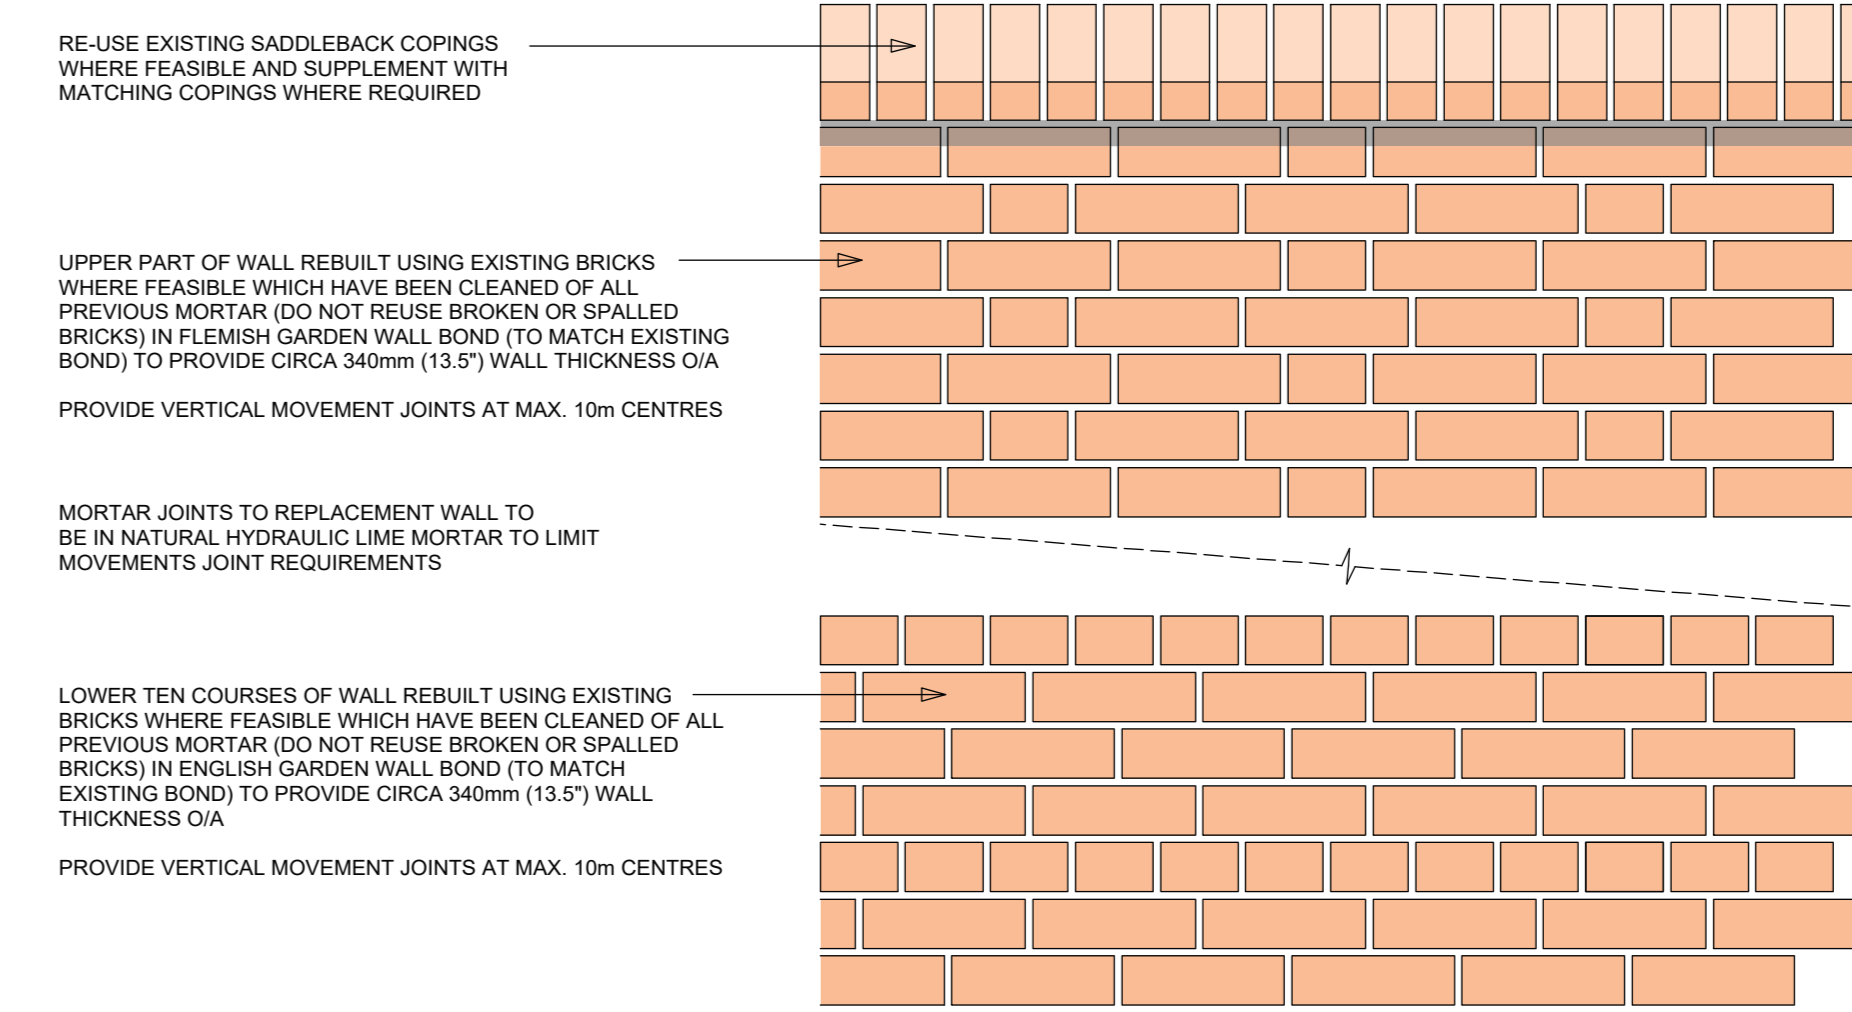 RE-USE EXISTING SADDLEBACK COPINGS
WHERE FEASIBLE AND SUPPLEMENT WITH
MATCHING COPINGS WHERE REQUIRED
UPPER PART OF WALL REBUILT USING EXISTING BRICKS
WHERE FEASIBLE WHICH HAVE BEEN CLEANED OF ALL
PREVIOUS MORTAR (DO NOT REUSE BROKEN OR SPALLED
BRICKS) IN FLEMISH GARDEN WALL BOND (TO MATCH EXISTING
BOND) TO PROVIDE CIRCA 340mm (13.5") WALL THICKNESS O/A
PROVIDE VERTICAL MOVEMENT JOINTS AT MAX. 10m CENTRES
MORTAR JOINTS TO REPLACEMENT WALL TO
BE IN NATURAL HYDRAULIC LIME MORTAR TO LIMIT
MOVEMENTS JOINT REQUIREMENTS
LOWER TEN COURSES OF WALL REBUILT USING EXISTING
BRICKS WHERE FEASIBLE WHICH HAVE BEEN CLEANED OF ALL
PREVIOUS MORTAR (DO NOT REUSE BROKEN OR SPALLED
BRICKS) IN ENGLISH GARDEN WALL BOND (TO MATCH
EXISTING BOND) TO PROVIDE CIRCA 340mm (13.5") WALL
THICKNESS O/A
PROVIDE VERTICAL MOVEMENT JOINTS AT MAX. 10m CENTRES